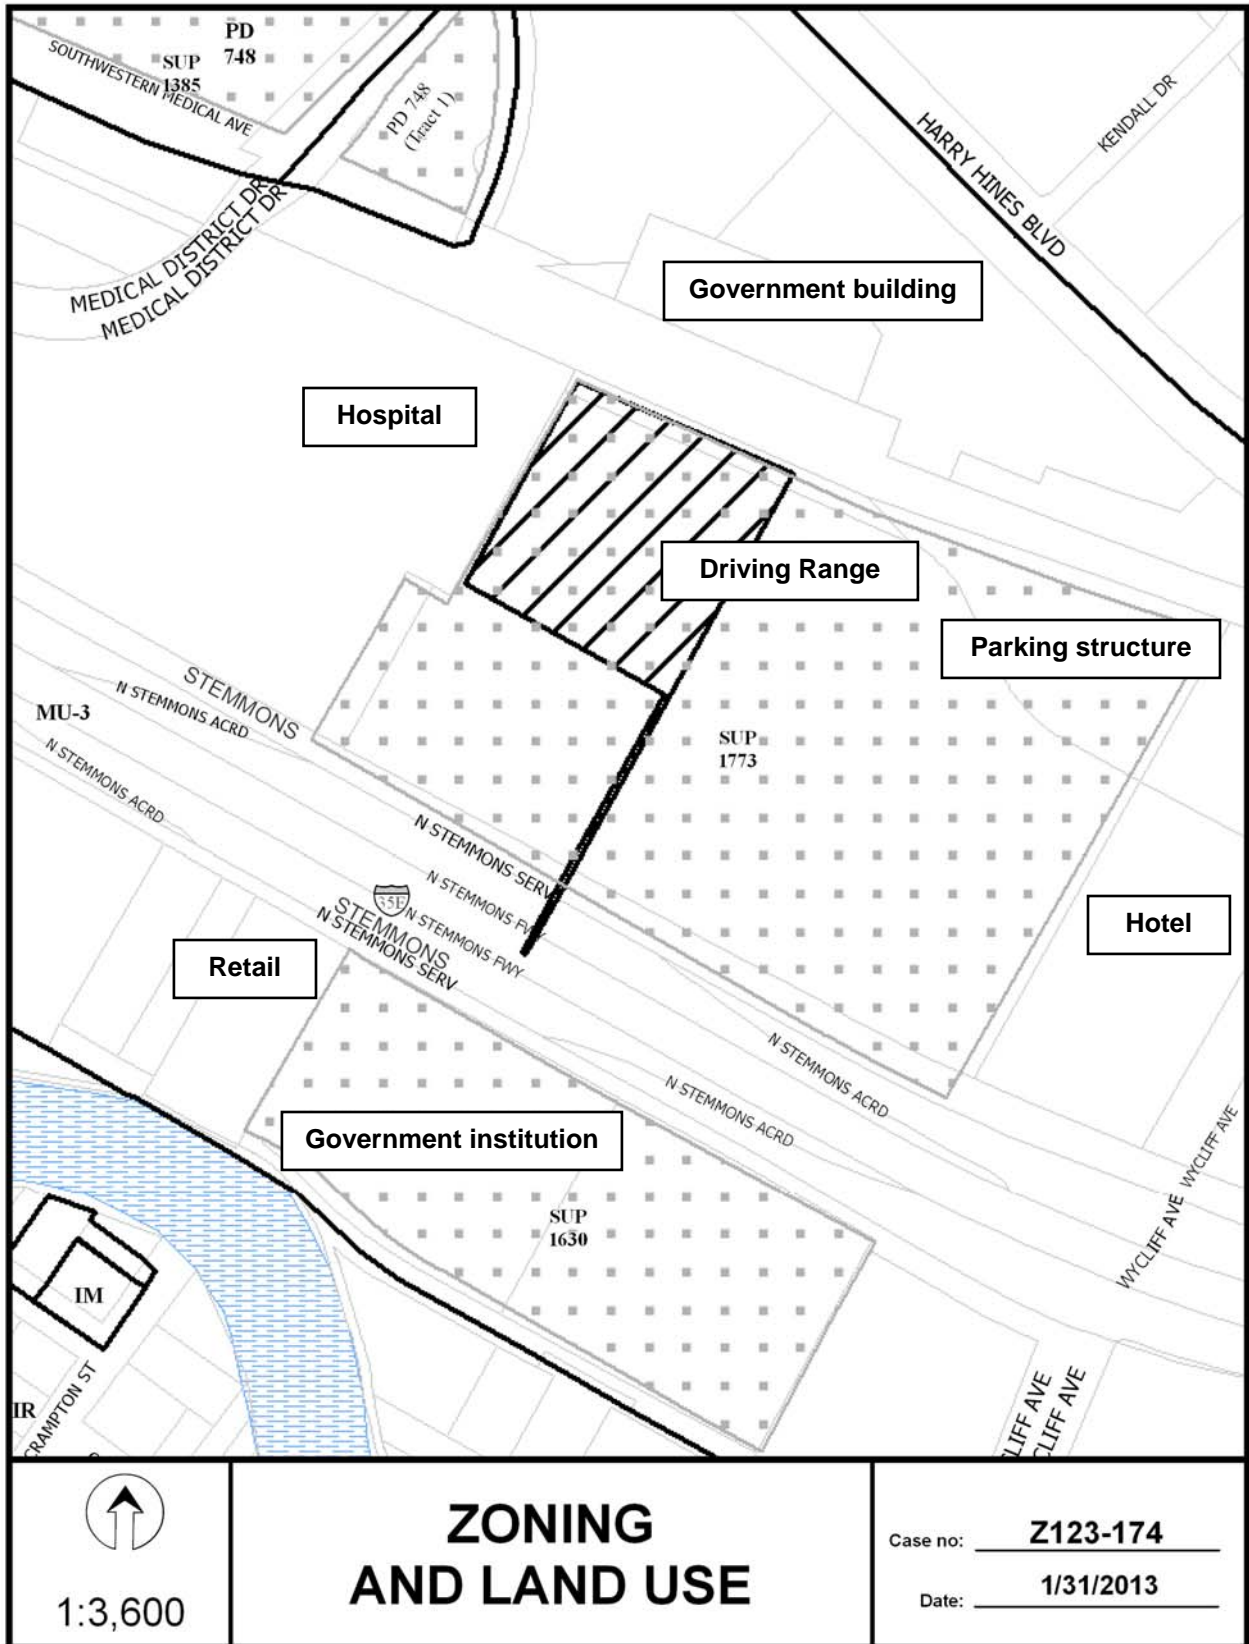 PD
748
SUP
1385
SOUTHWESTERN MEDICAL AVE
PD 748
(Tract 1)
HARRY HINES BLVD
KENDALL DR
MEDICAL DISTRICT DR
MEDICAL DISTRICT DR
Government building
Hospital
Driving Range
Parking structure
STEMMONS
N STEMMONS ACRD
MU-3
N STEMMONS ACRD
SUP
1773
N STEMMONS SERV
N STEMMONS FWY
35E
N STEMMONS FWY
STEMMONS
N STEMMONS SERV
Hotel
Retail
N STEMMONS ACRD
N STEMMONS ACRD
Government institution
WYCLIFF AVE
WYCLIFF AVE
SUP
1630
IM
IR
CRAMPTON ST
CLIFF AVE
CLIFF AVE
1:3,600
ZONING
AND LAND USE
Case no: Z123-174
Date: 1/31/2013